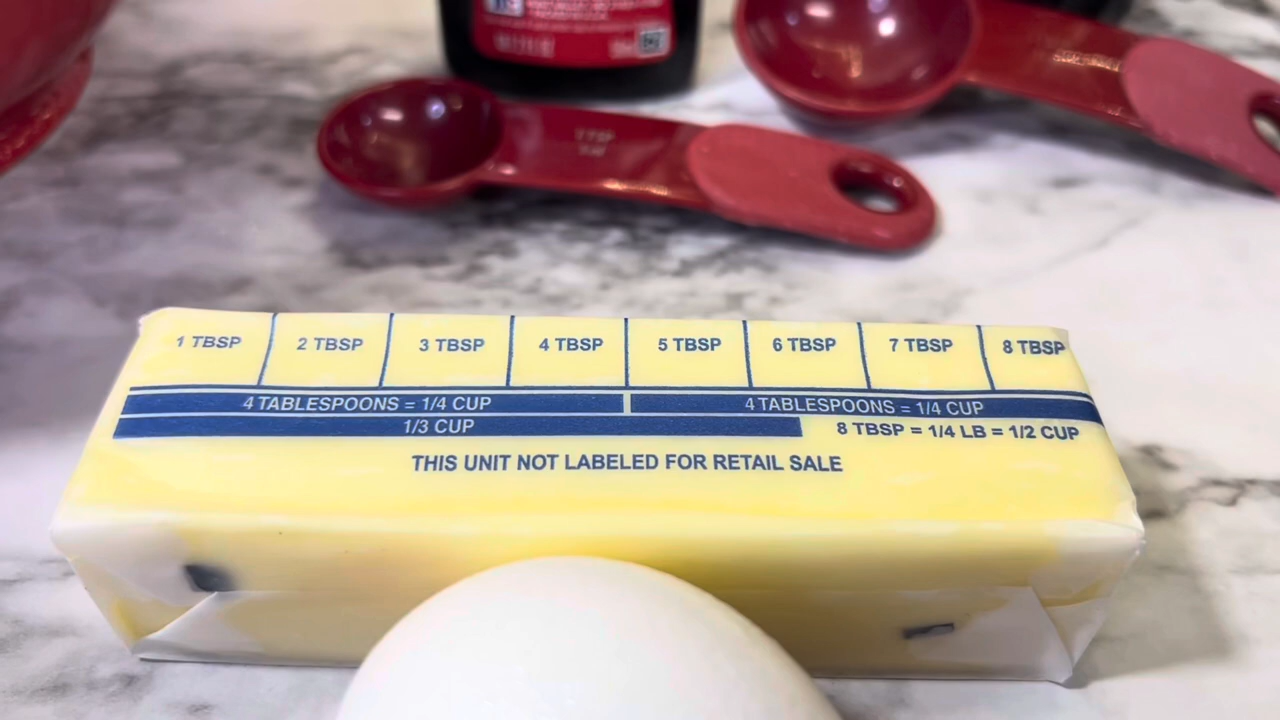 1 TBSP 2 TBSP 3 TBSP 4 TBSP 5 TBSP 6 TBSP 7 TBSP 8 TBSP
4 TABLESPOONS = 1/4 CUP 4 TABLESPOONS = 1/4 CUP
1/3 CUP 8 TBSP = 1/4 LB = 1/2 CUP
THIS UNIT NOT LABELED FOR RETAIL SALE